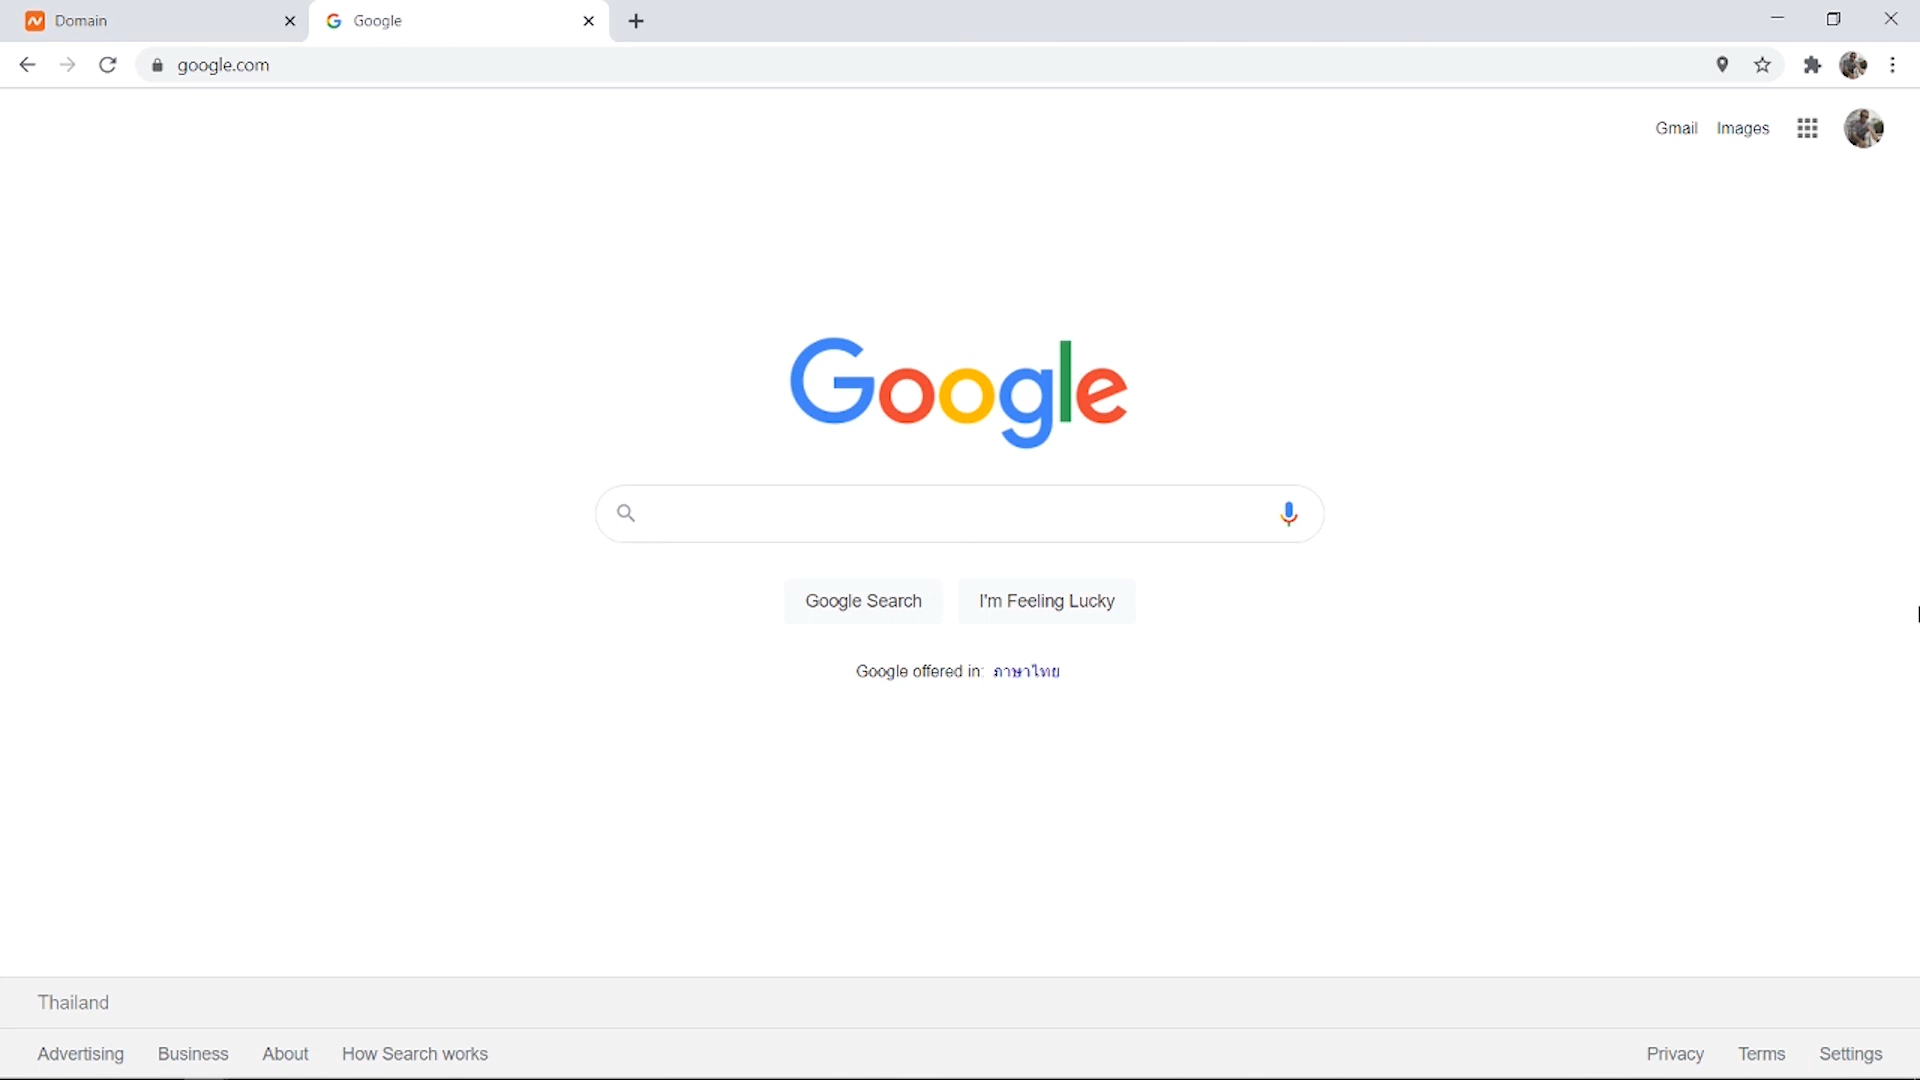 Domain
Google
google.com
Gmail Images
Google
Google Search I'm Feeling Lucky
Google offered in: ภาษาไทย
Thailand
Advertising Business About How Search works Privacy Terms Settings